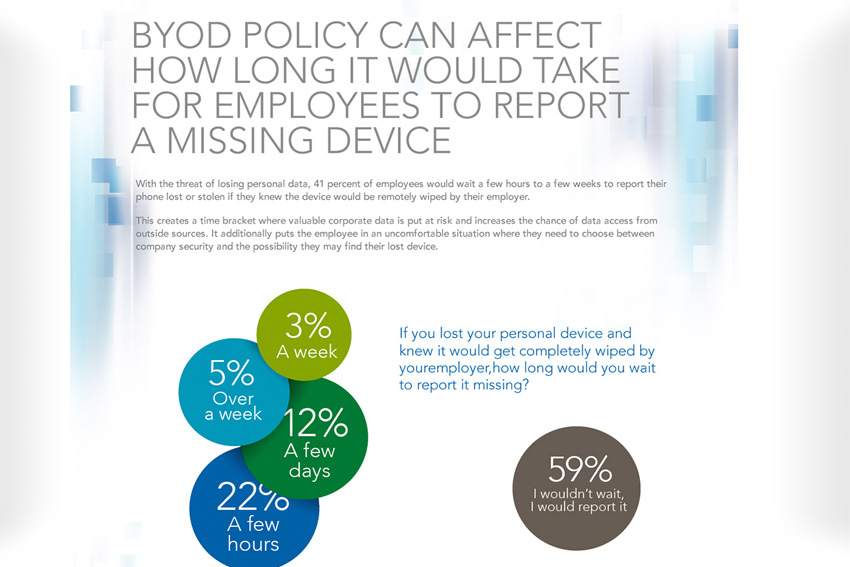 BYOD POLICY CAN AFFECT
HOW LONG IT WOULD TAKE
FOR EMPLOYEES TO REPORT
A MISSING DEVICE
With the threat of losing personal data, 41 percent of employees would wait a few hours to a few weeks to report their
phone lost or stolen if they knew the device would be remotely wiped by their employer.
This creates a time bracket where valuable corporate data is put at risk and increases the chance of data access from
outside sources. It additionally puts the employee in an uncomfortable situation where they need to choose between
company security and the possibility they may find their lost device.
3%
A week
5%
Over
a week
12%
A few
days
22%
A few
hours
If you lost your personal device and
knew it would get completely wiped by
youremployer,how long would you wait
to report it missing?
59%
I wouldn't wait,
I would report it